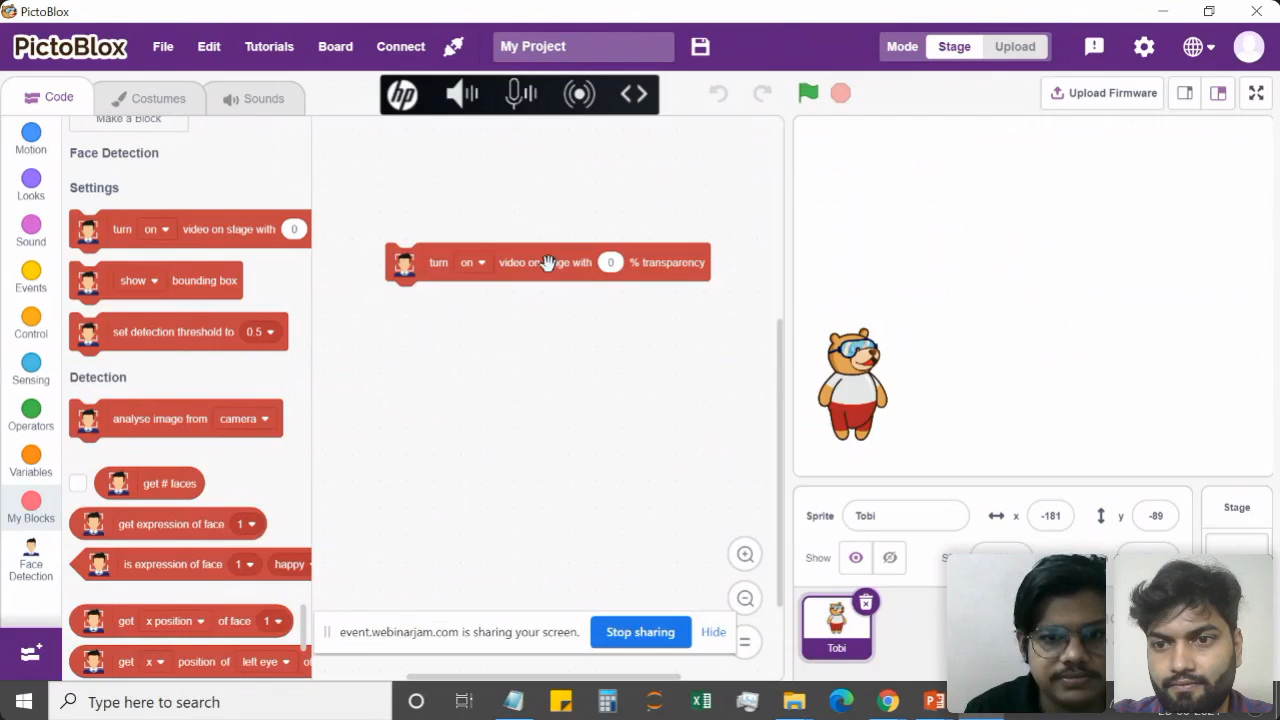 PictoBlox
PictoBlox File Edit Tutorials Board Connect My Project Mode Stage Upload
Code Costumes Sounds hp Upload Firmware
Motion
Looks
Sound
Events
Control
Sensing
Operators
Variables
My Blocks
Face
Detection
Make a Block
Face Detection
Settings
turn on video on stage with 0
show bounding box
set detection threshold to 0.5
Detection
analyse image from camera
get # faces
get expression of face 1
is expression of face 1 happy
get x position of face 1
get x position of left eye
turn on video on stage with 0 % transparency
Sprite Tobi x -181 y -89
Show
Stage
Tobi
event.webinarjam.com is sharing your screen. Stop sharing Hide
Type here to search